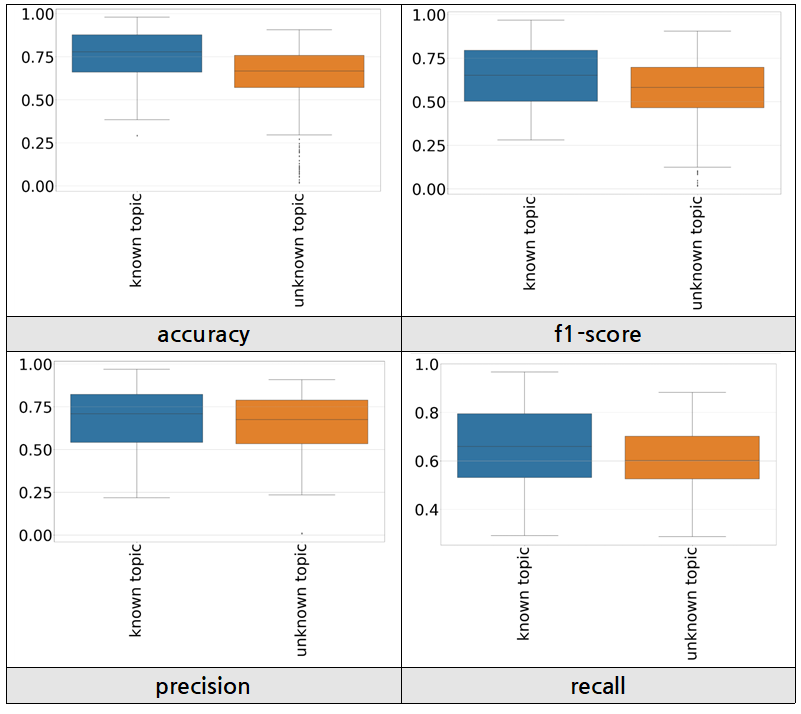 1.00
0.75
0.50
0.25
0.00
known topic
unknown topic
accuracy
1.00
0.75
0.50
0.25
0.00
known topic
unknown topic
f1-score
1.00
0.75
0.50
0.25
0.00
known topic
unknown topic
precision
1.0
0.8
0.6
0.4
known topic
unknown topic
recall